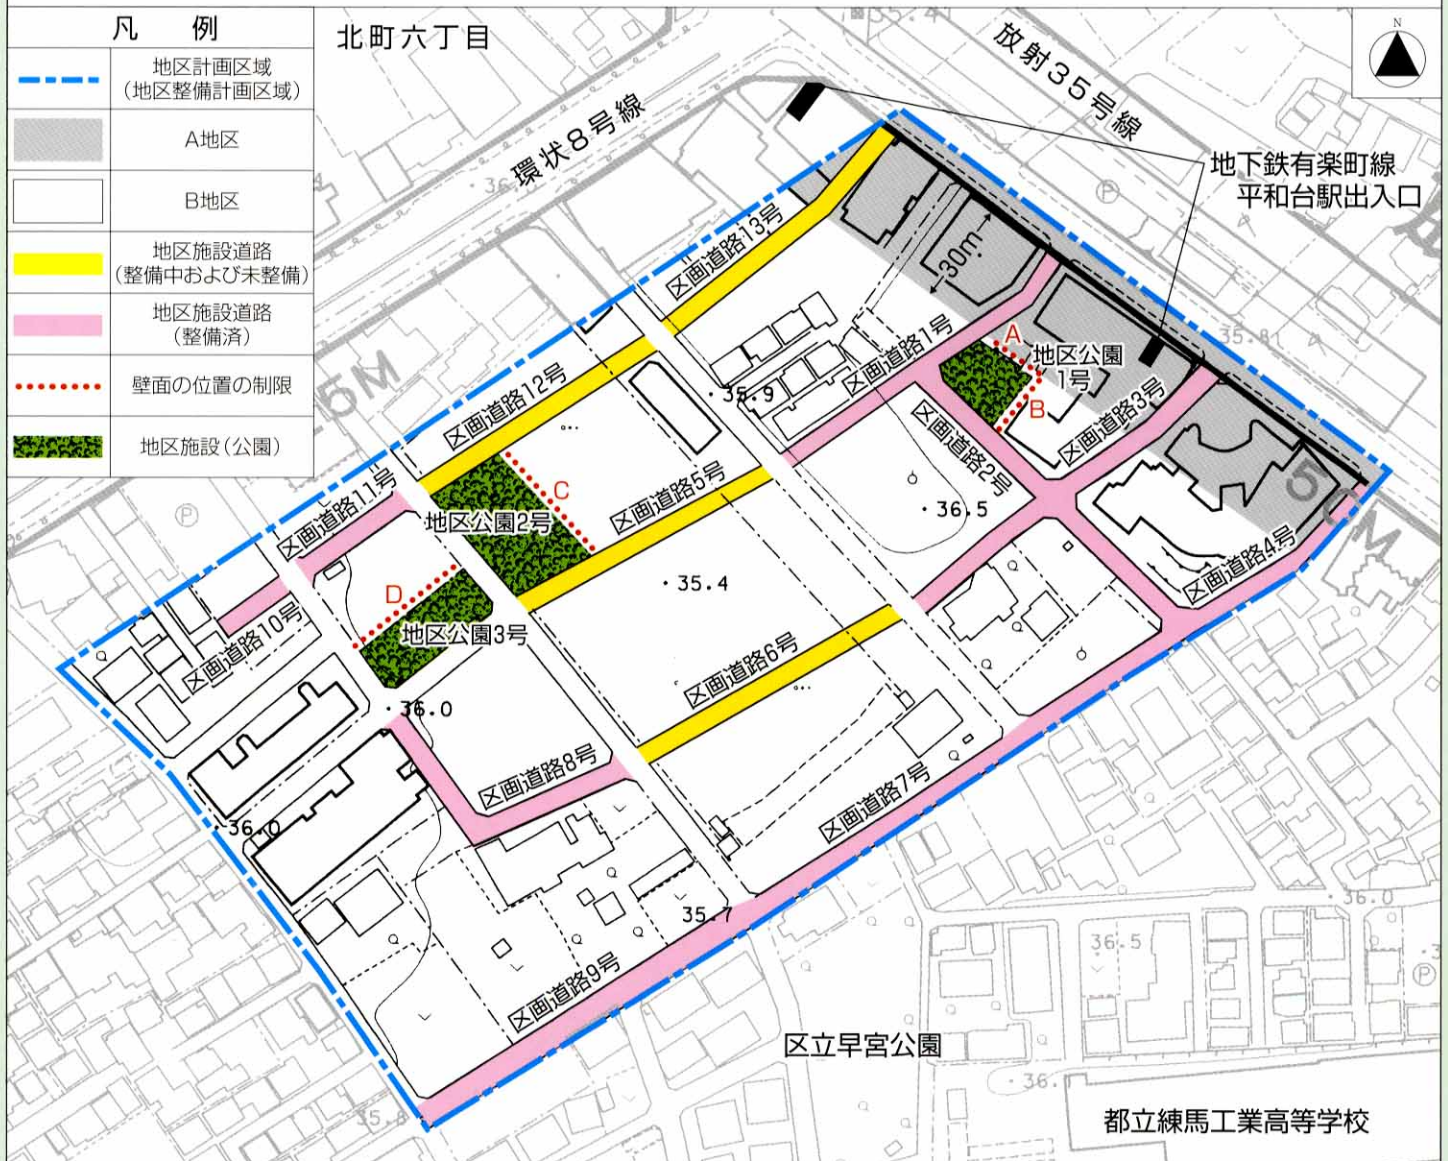 凡 例
地区計画区域
(地区整備計画区域)
A地区
B地区
地区施設道路
(整備中および未整備)
地区施設道路
(整備済)
壁面の位置の制限
地区施設(公園)
北町六丁目
環状8号線
放射35号線
N
地下鉄有楽町線
平和台駅出入口
35.4
36.
P
区画道路13号
30m
35.8
区画道路1号
A
地区公園
1号
B
区画道路3号
区画道路2号
35.9
区画道路12号
5M
50M
区画道路11号
C
区画道路5号
地区公園2号
36.5
区画道路4号
P
35.4
D
地区公園3号
区画道路10号
区画道路6号
36.0
区画道路8号
区画道路7号
36.0
35.7
36.0
36.5
P
区画道路9号
区立早宮公園
36.
35.8
都立練馬工業高等学校